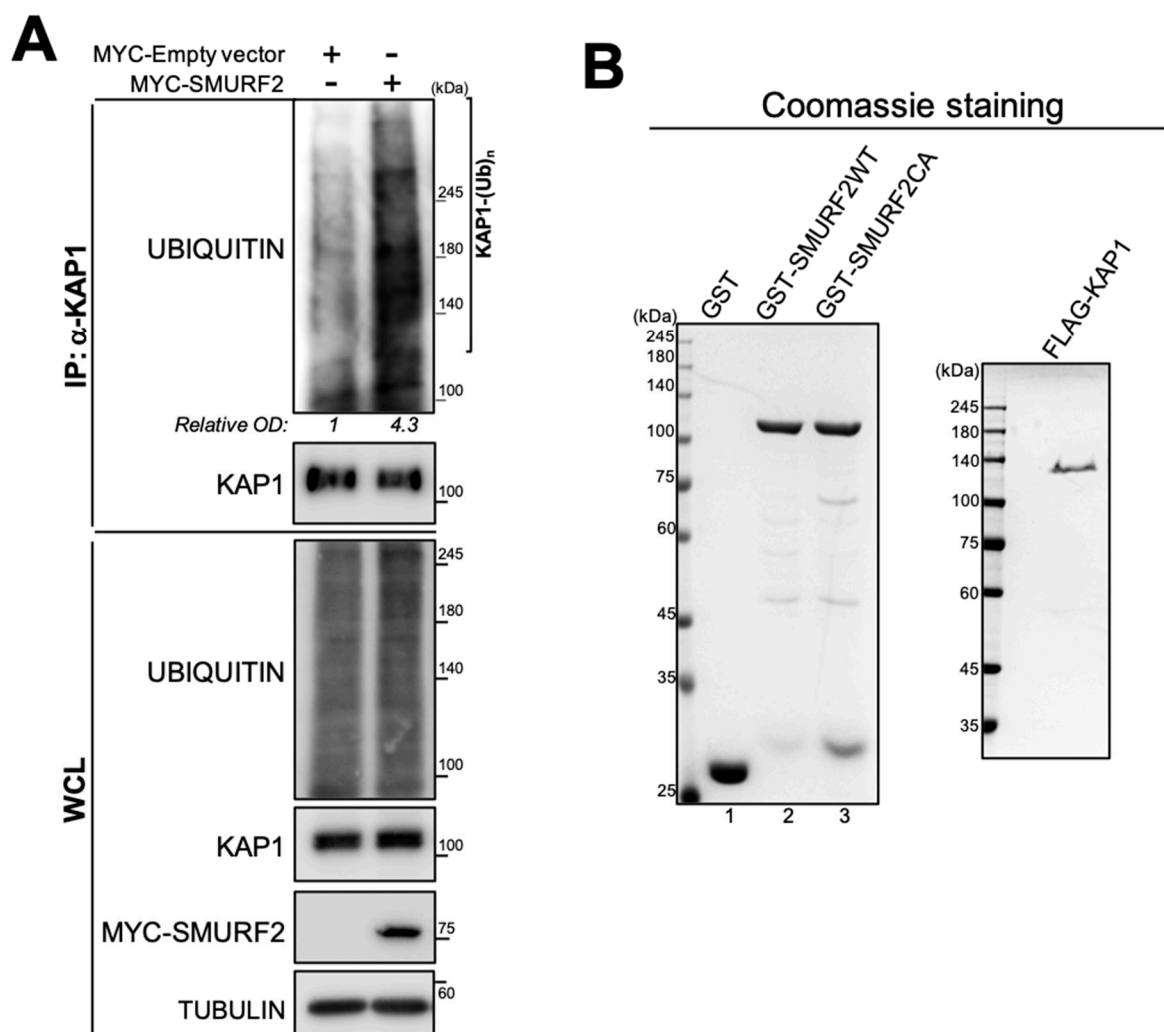 A
MYC-Empty vector + -
MYC-SMURF2 - + (kDa)
IP: α-KAP1
UBIQUITIN
245
180
140
100
KAP1-(Ub)n
Relative OD: 1 4.3
KAP1
100
WCL
UBIQUITIN
245
180
140
100
KAP1
100
MYC-SMURF2
75
TUBULIN
60
B
Coomassie staining
GST
GST-SMURF2WT
GST-SMURF2CA
(kDa)
245
180
140
100
75
60
45
35
25
1 2 3
FLAG-KAP1
(kDa)
245
180
140
100
75
60
45
35